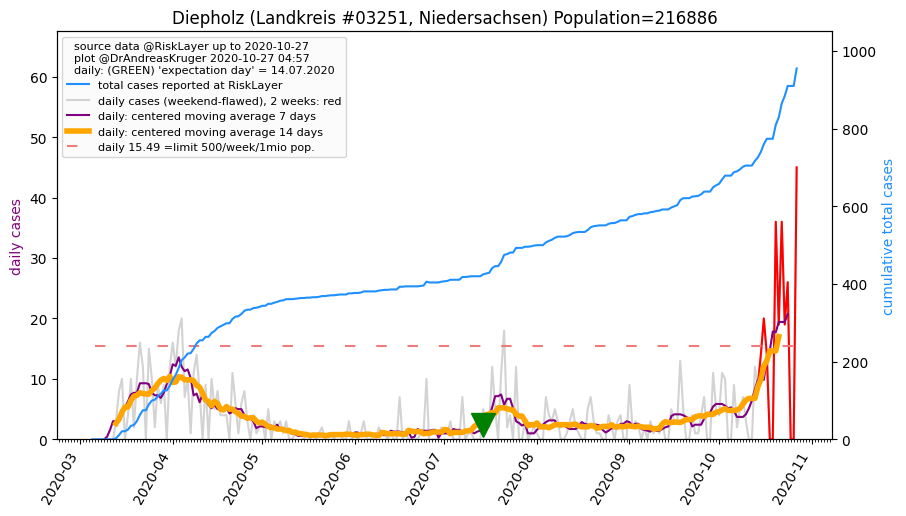 Diepholz (Landkreis #03251, Niedersachsen) Population=216886
source data @RiskLayer up to 2020-10-27
plot @DrAndreasKruger 2020-10-27 04:57
daily: (GREEN) 'expectation day' = 14.07.2020
total cases reported at RiskLayer
daily cases (weekend-flawed), 2 weeks: red
daily: centered moving average 7 days
daily: centered moving average 14 days
daily 15.49 =limit 500/week/1mio pop.
daily cases
0
10
20
30
40
50
60
cumulative total cases
0
200
400
600
800
1000
2020-03
2020-04
2020-05
2020-06
2020-07
2020-08
2020-09
2020-10
2020-11